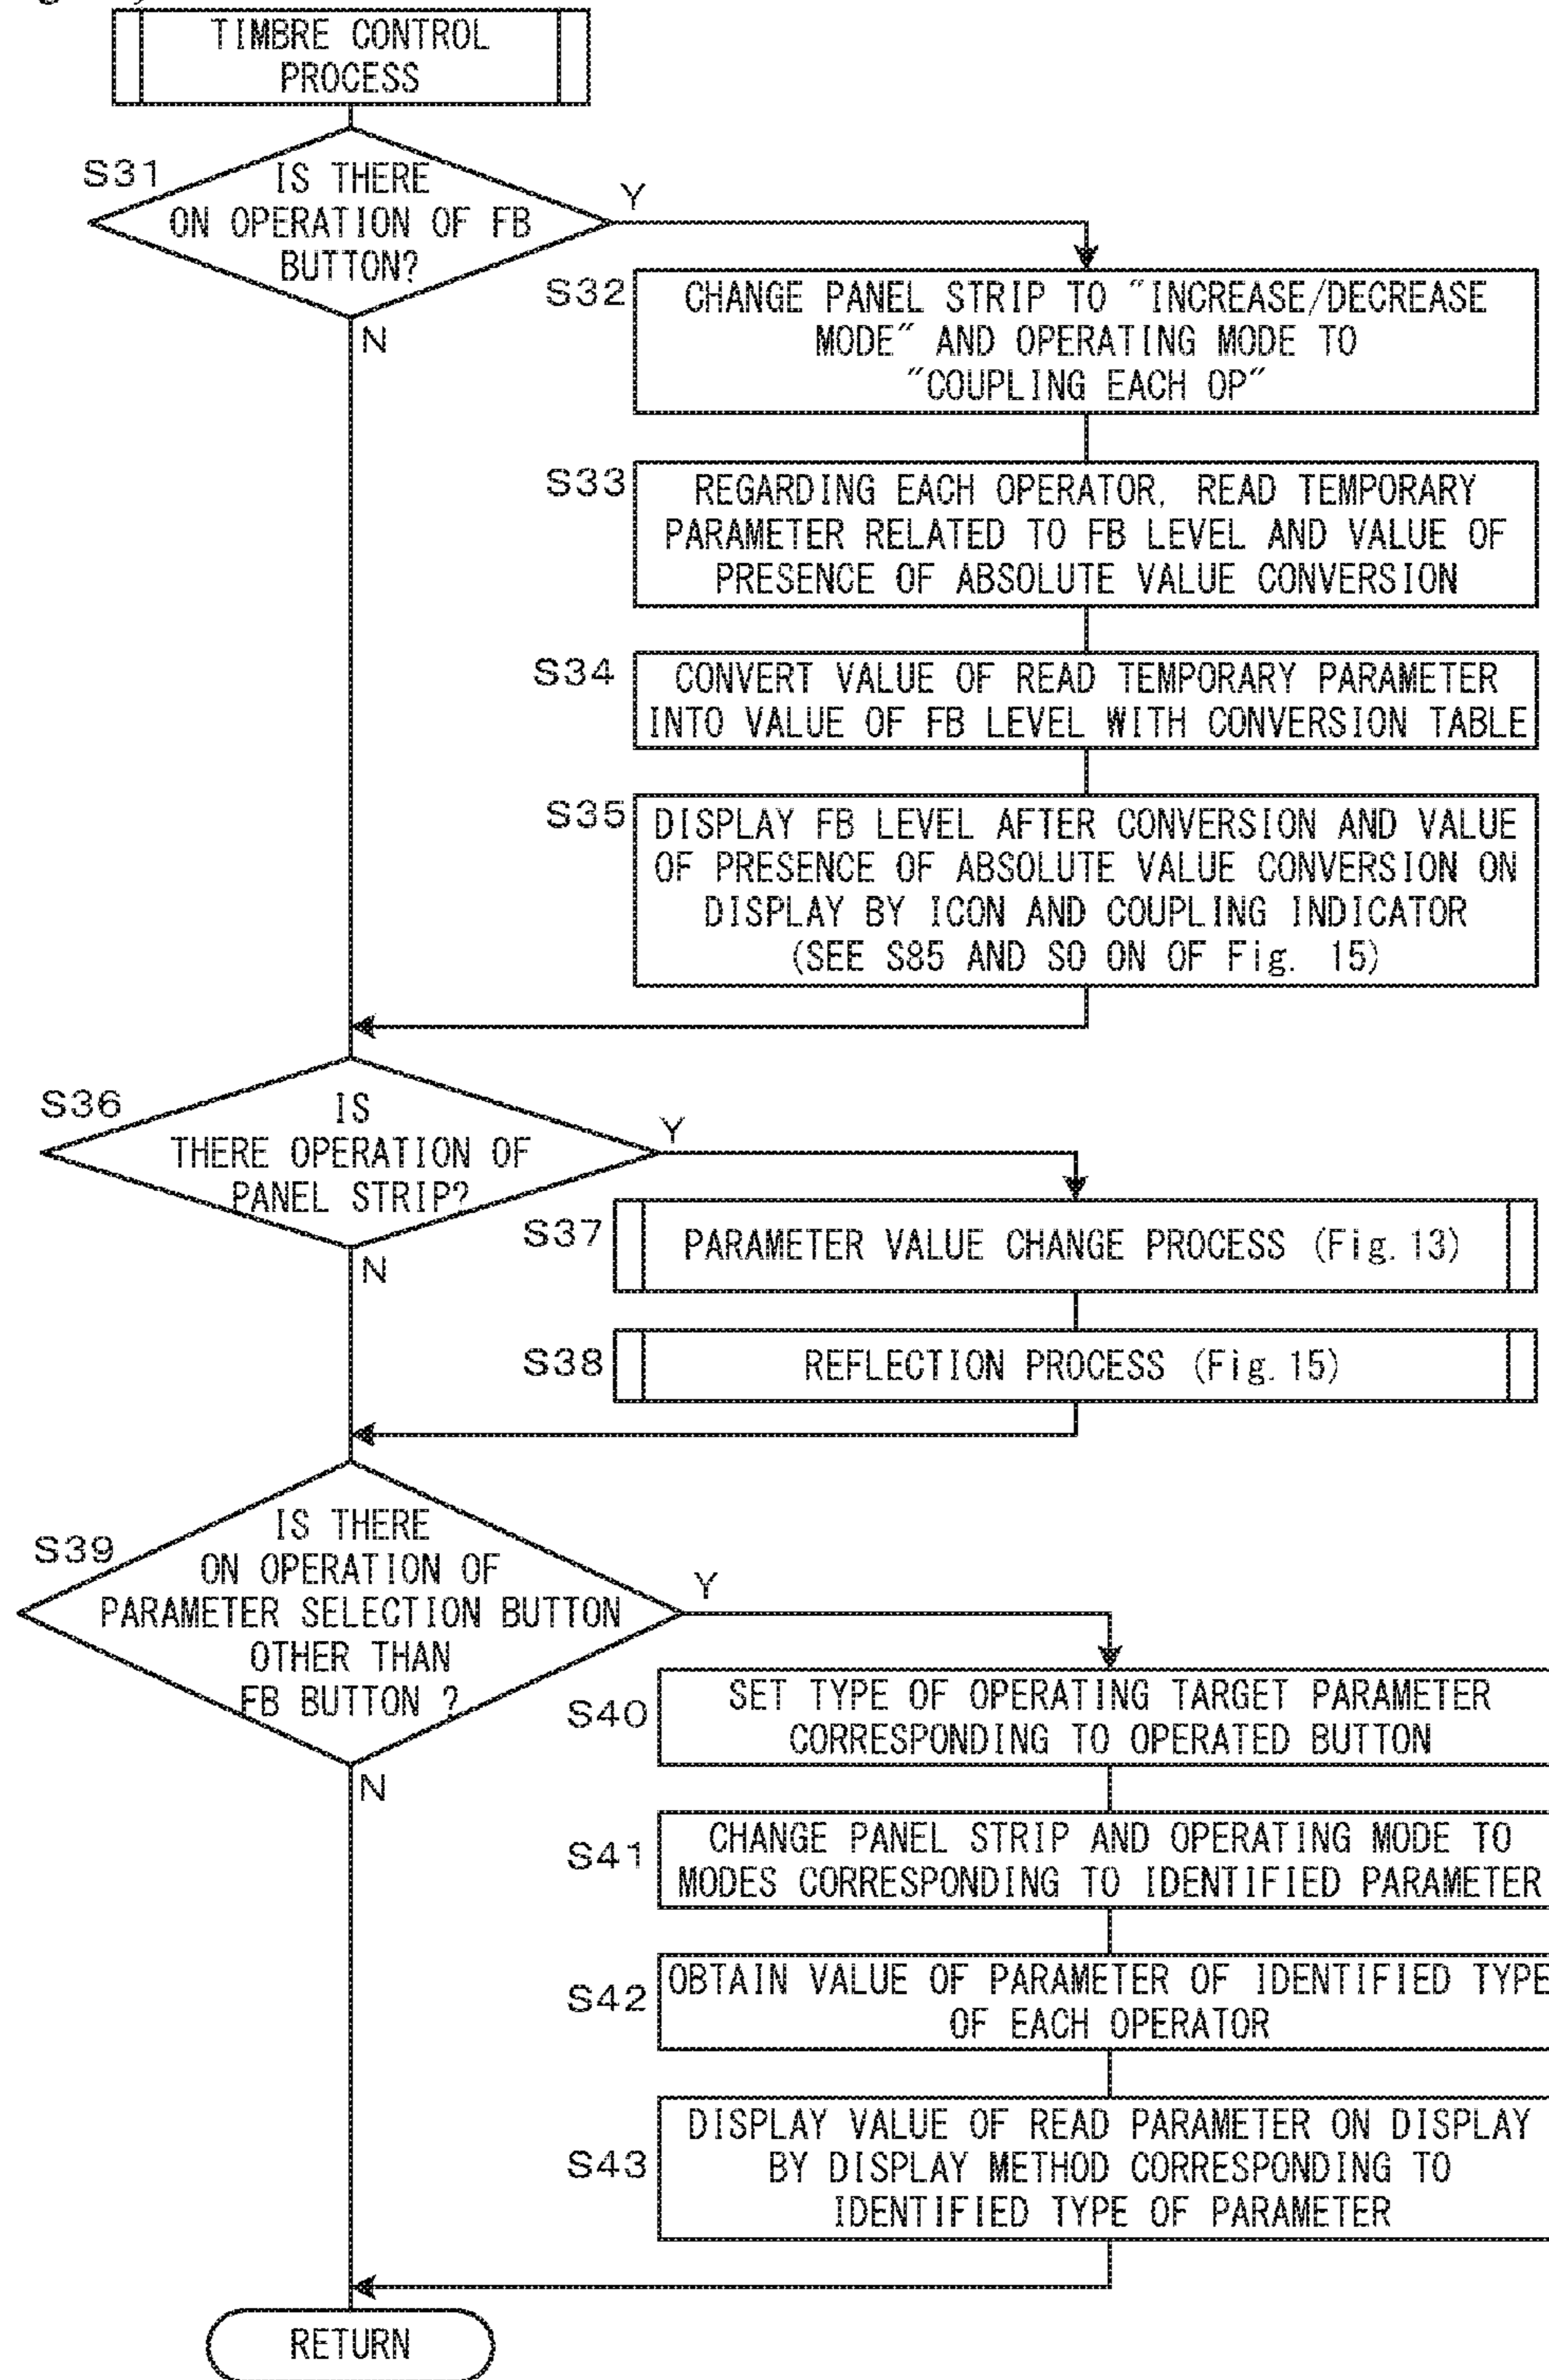 TIMBRE CONTROL
PROCESS
S31
IS THERE
ON OPERATION OF FB
BUTTON?
Y
N
S32
CHANGE PANEL STRIP TO "INCREASE/DECREASE
MODE" AND OPERATING MODE TO
"COUPLING EACH OP"
S33
REGARDING EACH OPERATOR, READ TEMPORARY
PARAMETER RELATED TO FB LEVEL AND VALUE OF
PRESENCE OF ABSOLUTE VALUE CONVERSION
S34
CONVERT VALUE OF READ TEMPORARY PARAMETER
INTO VALUE OF FB LEVEL WITH CONVERSION TABLE
S35
DISPLAY FB LEVEL AFTER CONVERSION AND VALUE
OF PRESENCE OF ABSOLUTE VALUE CONVERSION ON
DISPLAY BY ICON AND COUPLING INDICATOR
(SEE S85 AND SO ON OF Fig. 15)
S36
IS
THERE OPERATION OF
PANEL STRIP?
Y
N
S37
PARAMETER VALUE CHANGE PROCESS (Fig.13)
S38
REFLECTION PROCESS (Fig.15)
S39
IS THERE
ON OPERATION OF
PARAMETER SELECTION BUTTON
OTHER THAN
FB BUTTON ?
Y
N
S40
SET TYPE OF OPERATING TARGET PARAMETER
CORRESPONDING TO OPERATED BUTTON
S41
CHANGE PANEL STRIP AND OPERATING MODE TO
MODES CORRESPONDING TO IDENTIFIED PARAMETER
S42
OBTAIN VALUE OF PARAMETER OF IDENTIFIED TYPE
OF EACH OPERATOR
S43
DISPLAY VALUE OF READ PARAMETER ON DISPLAY
BY DISPLAY METHOD CORRESPONDING TO
IDENTIFIED TYPE OF PARAMETER
RETURN